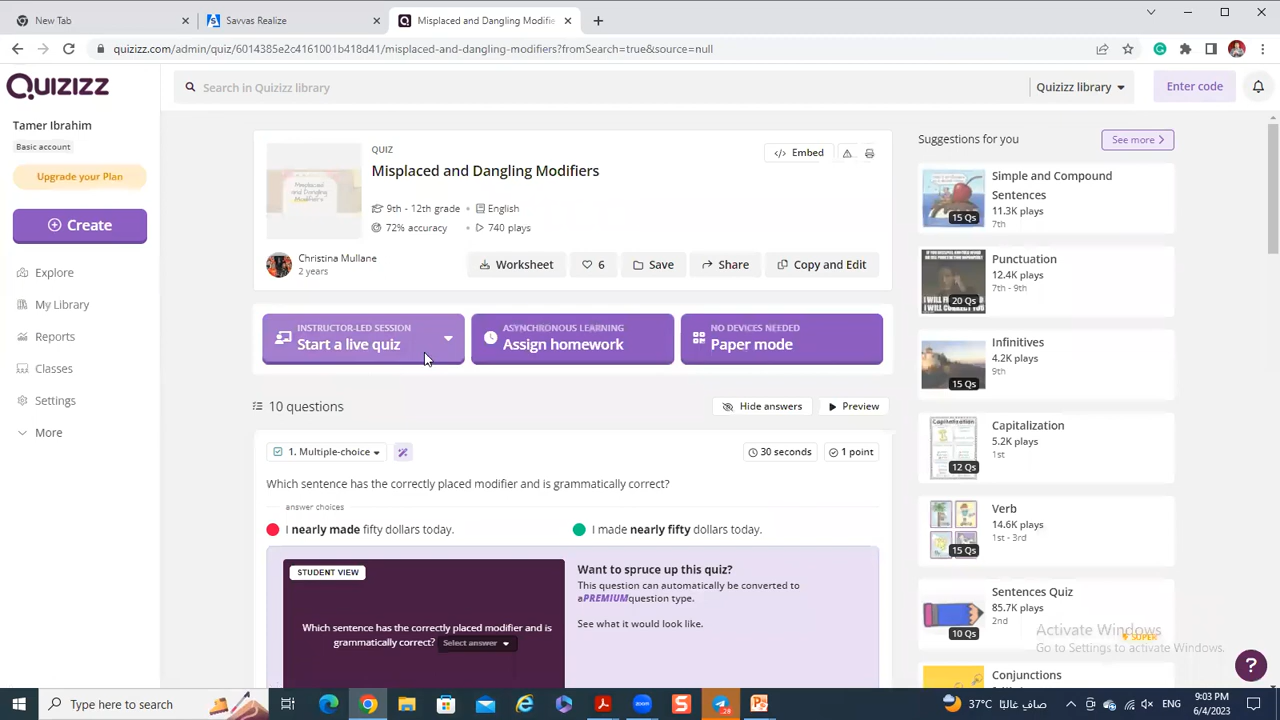 New Tab
Savvas Realize
Misplaced and Dangling Modifie
quizizz.com/admin/quiz/6014385e2c4161001b418d41/misplaced-and-dangling-modifiers?fromSearch=true&source=null
QUIZIZZ
Search in Quizizz library
Quizizz library
Enter code
Tamer Ibrahim
Basic account
Upgrade your Plan
Create
Explore
My Library
Reports
Classes
Settings
More
QUIZ
Embed
Misplaced and Dangling Modifiers
Misplaced and Dangling Modifiers
9th - 12th grade
English
72% accuracy
740 plays
Christina Mullane
2 years
Worksheet
6
Save
Share
Copy and Edit
INSTRUCTOR-LED SESSION
Start a live quiz
ASYNCHRONOUS LEARNING
Assign homework
NO DEVICES NEEDED
Paper mode
10 questions
Hide answers
Preview
1. Multiple-choice
30 seconds
1 point
Which sentence has the correctly placed modifier and is grammatically correct?
answer choices
I nearly made fifty dollars today.
I made nearly fifty dollars today.
STUDENT VIEW
Which sentence has the correctly placed modifier and is
grammatically correct? Select answer
Want to spruce up this quiz?
This question can automatically be converted to
aPREMIUMquestion type.
See what it would look like.
SUPER
Suggestions for you
See more
Simple and Compound
Sentences
11.3K plays
7th
15 Qs
Punctuation
12.4K plays
7th - 9th
20 Qs
Infinitives
4.2K plays
9th
15 Qs
Capitalization
5.2K plays
1st
12 Qs
Verb
14.6K plays
1st - 3rd
15 Qs
Sentences Quiz
85.7K plays
2nd
10 Qs
Conjunctions
Activate Windows
Go to Settings to activate Windows.
Type here to search
37°C صاف غالبًا
ENG
9:03 PM
6/4/2023